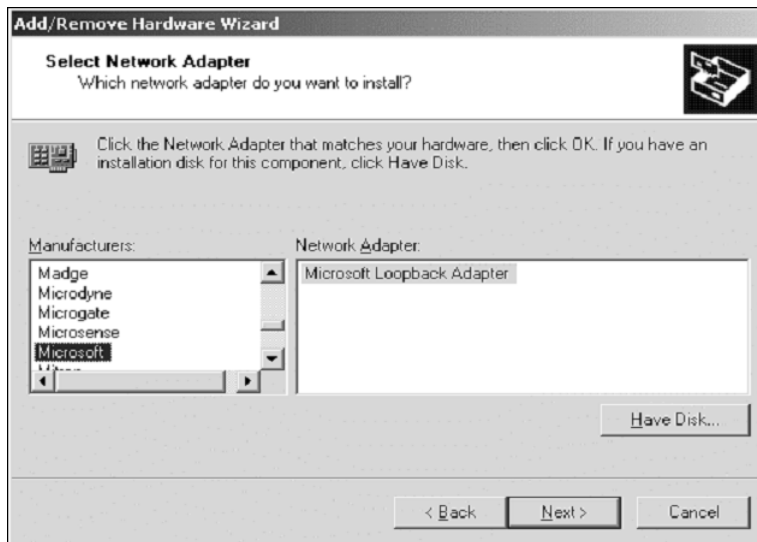 Add/Remove Hardware Wizard
Select Network Adapter
Which network adapter do you want to install?
Click the Network Adapter that matches your hardware, then click OK. If you have an
installation disk for this component, click Have Disk.
Manufacturers:
Network Adapter:
Madge
Microdyne
Microgate
Microsense
Microsoft
Microsoft Loopback Adapter
Have Disk...
< Back
Next >
Cancel